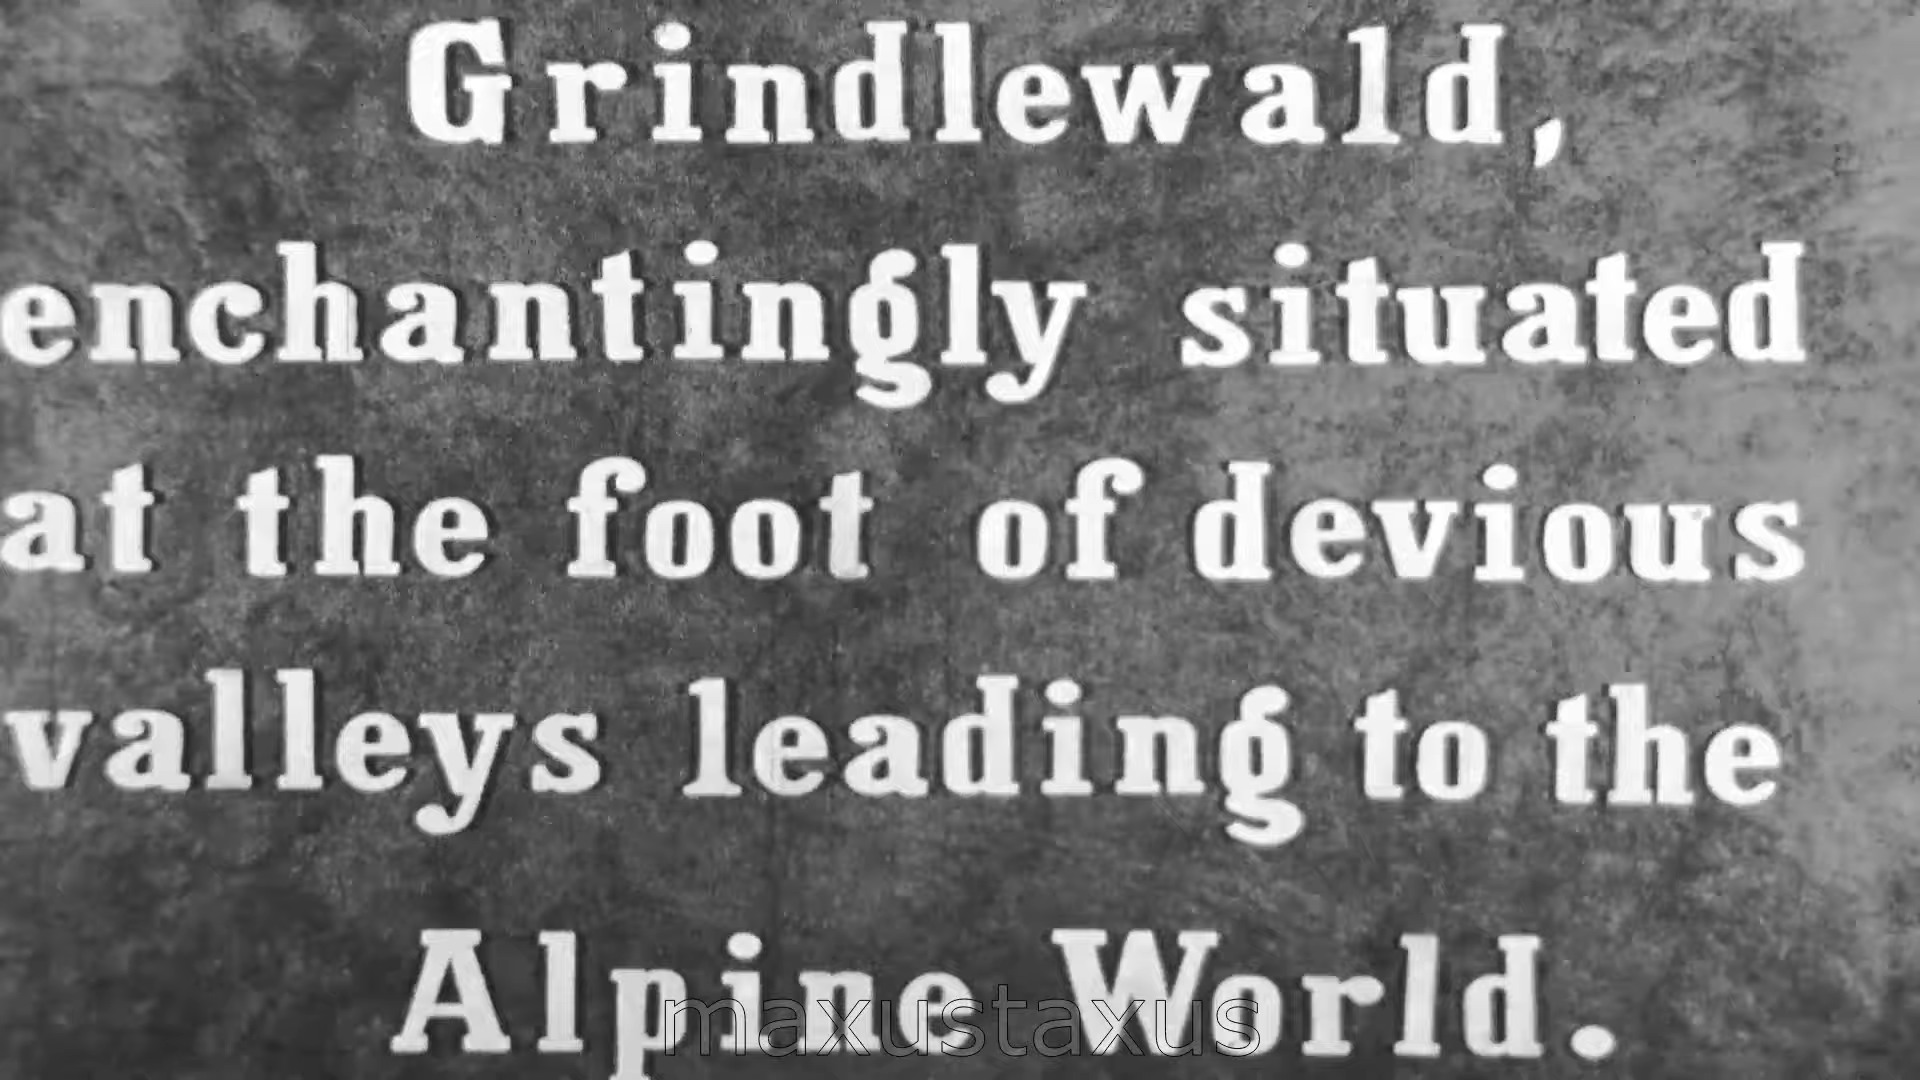 Grindlewald,
enchantingly situated
at the foot of devious
valleys leading to the
Alpine World.
maxustaxus